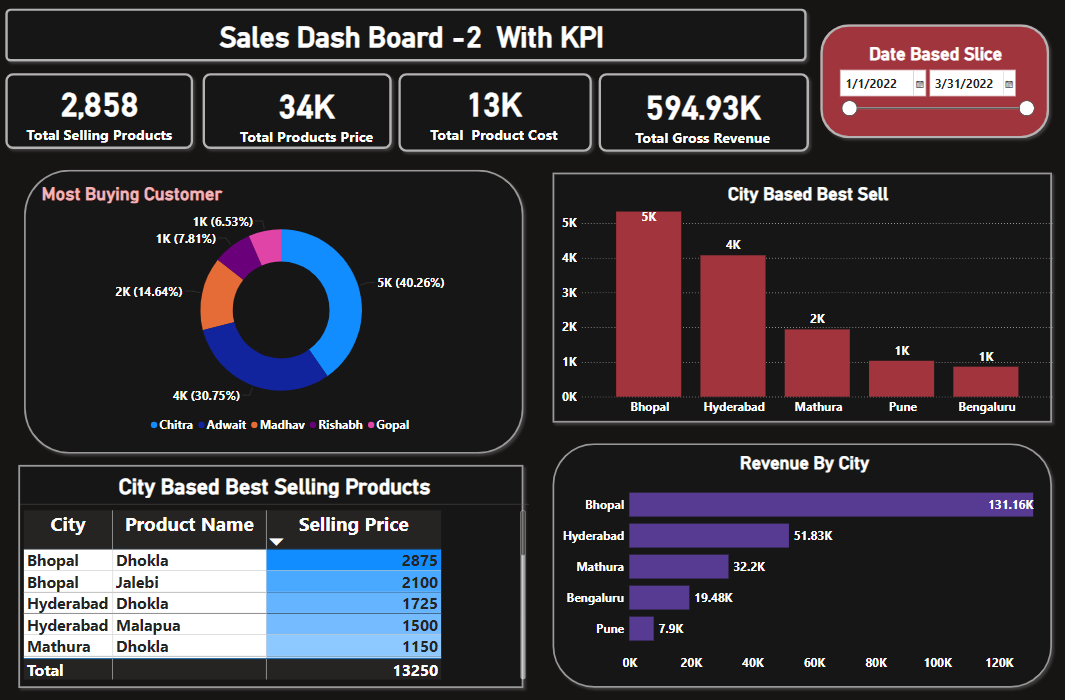 Sales Dash Board -2 With KPI
Date Based Slice
1/1/2022 3/31/2022
2,858
Total Selling Products
34K
Total Products Price
13K
Total Product Cost
594.93K
Total Gross Revenue
Most Buying Customer
1K (6.53%)
1K (7.81%)
5K (40.26%)
2K (14.64%)
4K (30.75%)
Chitra Adwait Madhav Rishabh Gopal
City Based Best Sell
5K
4K
3K
2K
1K
0K
5K
4K
2K
1K
1K
Bhopal Hyderabad Mathura Pune Bengaluru
City Based Best Selling Products
City Product Name Selling Price
Bhopal Dhokla 2875
Bhopal Jalebi 2100
Hyderabad Dhokla 1725
Hyderabad Malapua 1500
Mathura Dhokla 1150
Total 13250
Revenue By City
Bhopal 131.16K
Hyderabad 51.83K
Mathura 32.2K
Bengaluru 19.48K
Pune 7.9K
0K 20K 40K 60K 80K 100K 120K